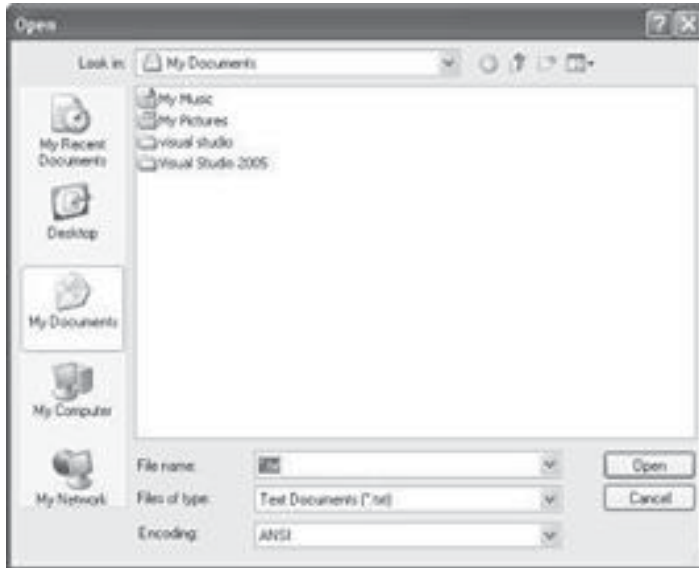 Open
Look in: My Documents
My Recent
Documents
Desktop
My Documents
My Computer
My Network
My Music
My Pictures
visual studio
Visual Studio 2005
File name:
Open
Files of type: Text Documents (*.txt)
Cancel
Encoding: ANSI